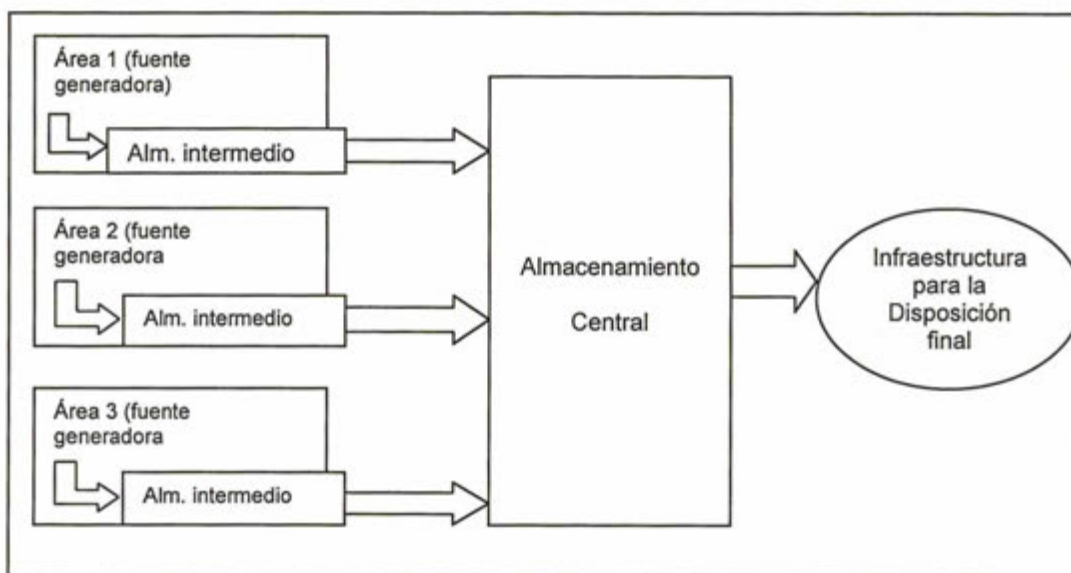 Área 1 (fuente
generadora)
Alm. intermedio
Área 2 (fuente
generadora
Alm. intermedio
Área 3 (fuente
generadora
Alm. intermedio
Almacenamiento
Central
Infraestructura
para la
Disposición
final